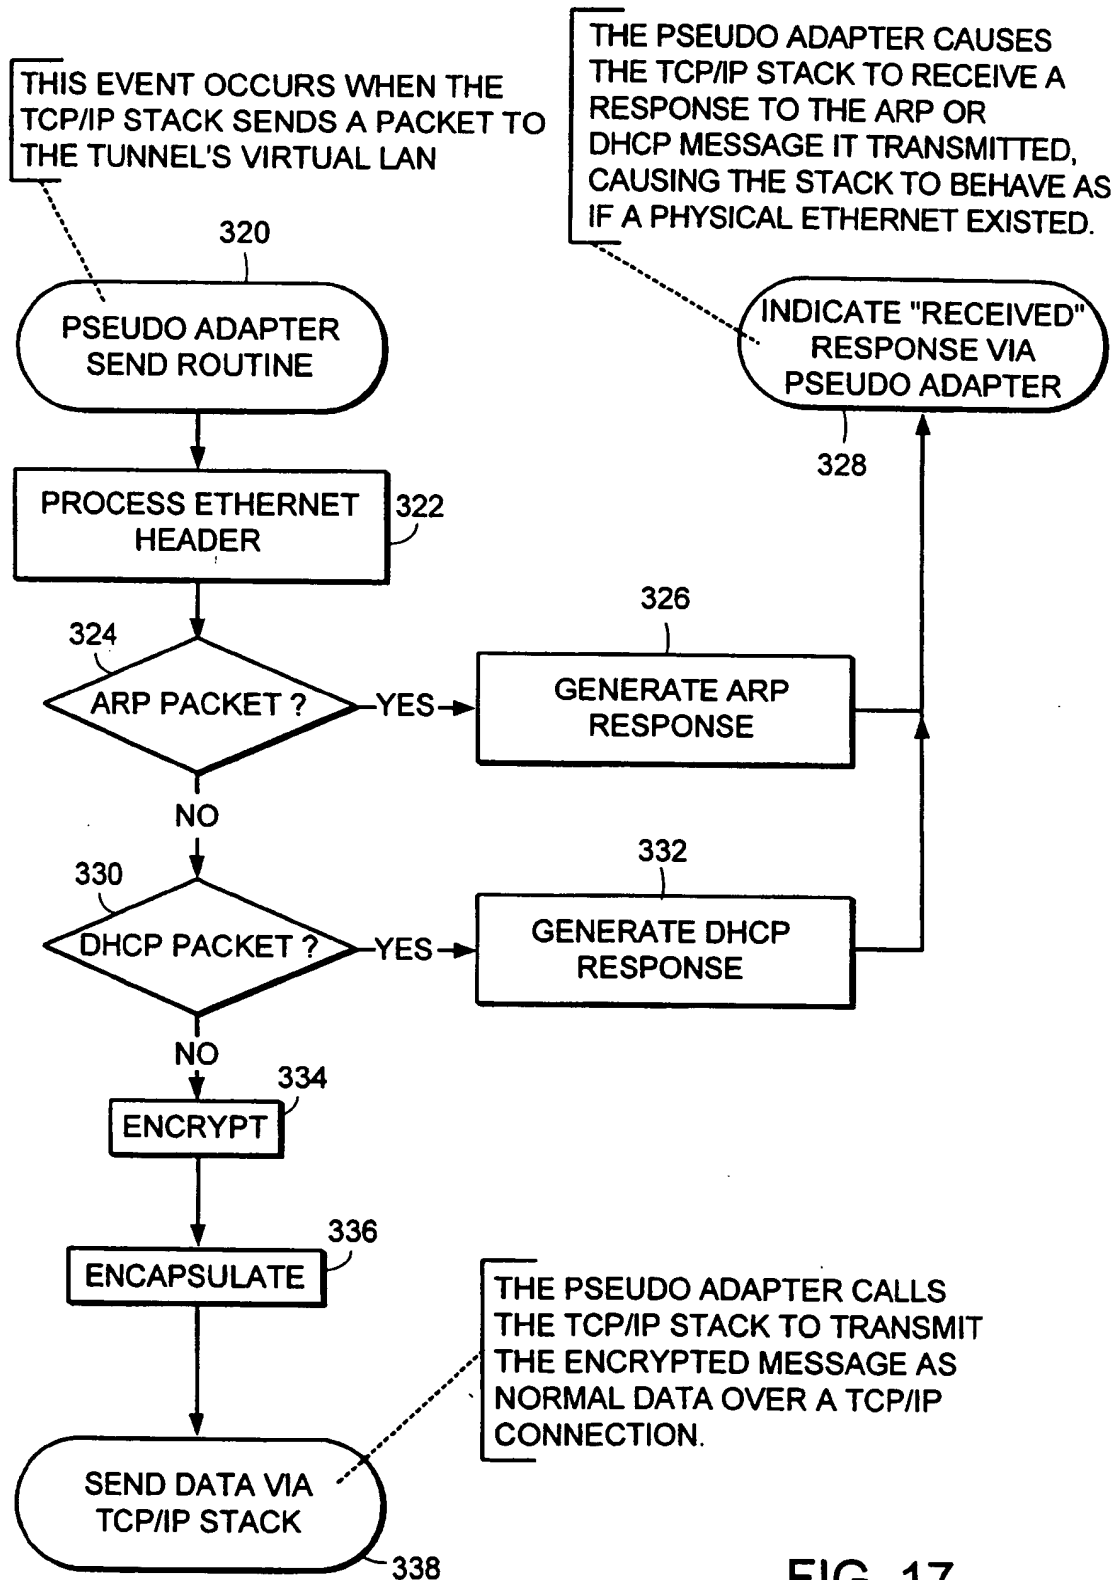 THIS EVENT OCCURS WHEN THE
TCP/IP STACK SENDS A PACKET TO
THE TUNNEL'S VIRTUAL LAN
THE PSEUDO ADAPTER CAUSES
THE TCP/IP STACK TO RECEIVE A
RESPONSE TO THE ARP OR
DHCP MESSAGE IT TRANSMITTED,
CAUSING THE STACK TO BEHAVE AS
IF A PHYSICAL ETHERNET EXISTED.
320
PSEUDO ADAPTER
SEND ROUTINE
INDICATE "RECEIVED"
RESPONSE VIA
PSEUDO ADAPTER
328
PROCESS ETHERNET
HEADER
322
324
ARP PACKET ?
YES
326
GENERATE ARP
RESPONSE
NO
330
DHCP PACKET ?
YES
332
GENERATE DHCP
RESPONSE
NO
334
ENCRYPT
336
ENCAPSULATE
THE PSEUDO ADAPTER CALLS
THE TCP/IP STACK TO TRANSMIT
THE ENCRYPTED MESSAGE AS
NORMAL DATA OVER A TCP/IP
CONNECTION.
SEND DATA VIA
TCP/IP STACK
338
FIG. 17